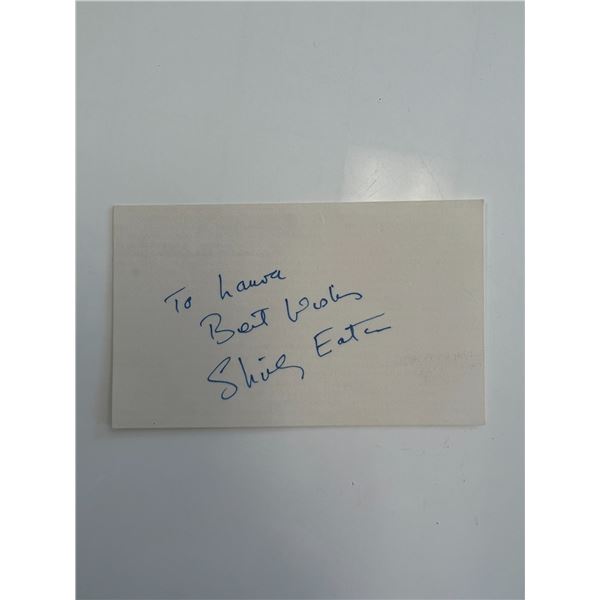 To Laura
Best Wishes
Shirley Eaton